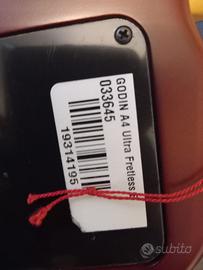 GODIN A4 Ultra Fretless
033645
19314195
subito